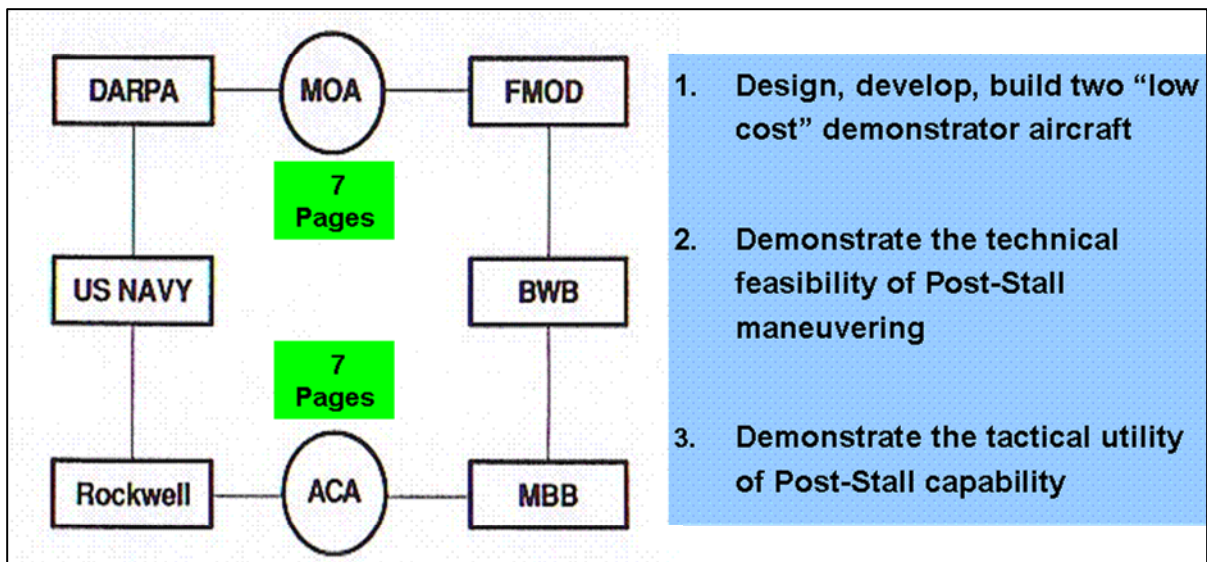 DARPA
MOA
FMOD
7
Pages
US NAVY
BWB
7
Pages
Rockwell
ACA
MBB
1. Design, develop, build two “low
cost” demonstrator aircraft
2. Demonstrate the technical
feasibility of Post-Stall
maneuvering
3. Demonstrate the tactical utility
of Post-Stall capability